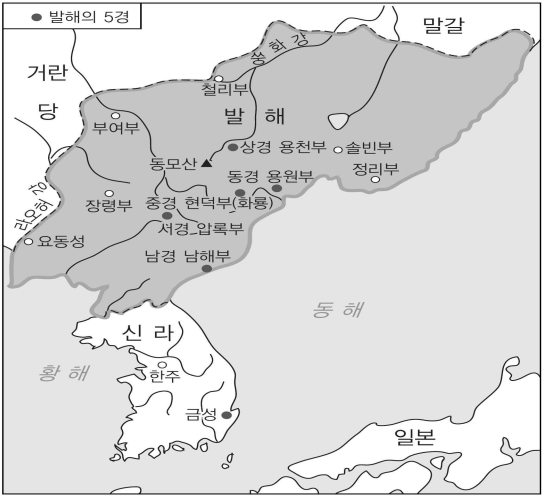 ● 발해의 5경
말갈
쑹화강
거란
당
철리부
발 해
부여부
상경 용천부
솔빈부
동모산
정리부
동경 용원부
장령부
중경 현덕부(화룡)
랴오허 강
서경 압록부
요동성
남경 남해부
동 해
신 라
황 해
한주
금성
일본